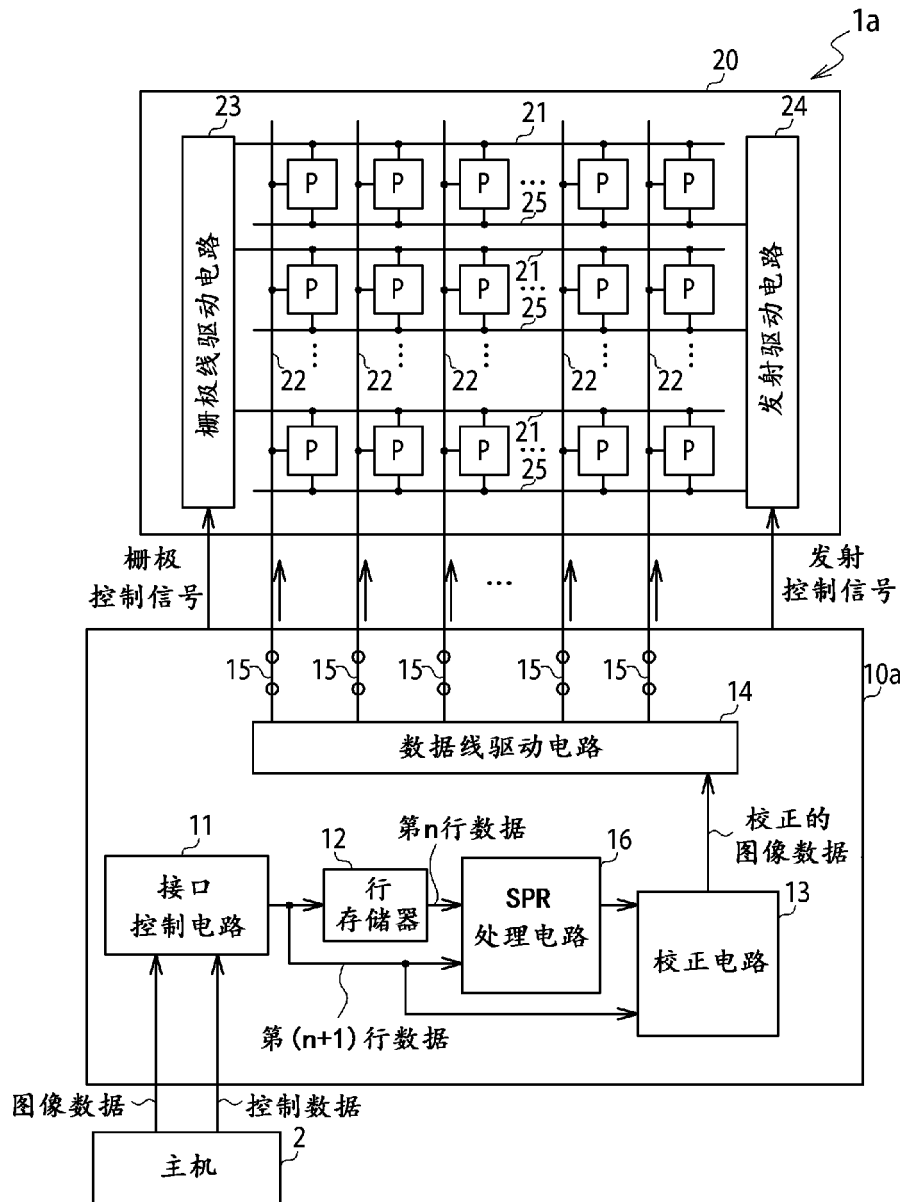 1a
20
23
21
24
P P P ... P P
25
栅极线驱动电路
发射驱动电路
21
P P P ... P P
25
22 22 22 22 22
21
P P P ... P P
25
栅极
控制信号
...
发射
控制信号
15 15 15 15 15
10a
14
数据线驱动电路
校正的
图像数据
11
接口
控制电路
12
行
存储器
第n行数据
16
SPR
处理电路
13
校正电路
第(n+1)行数据
图像数据
控制数据
主机
2